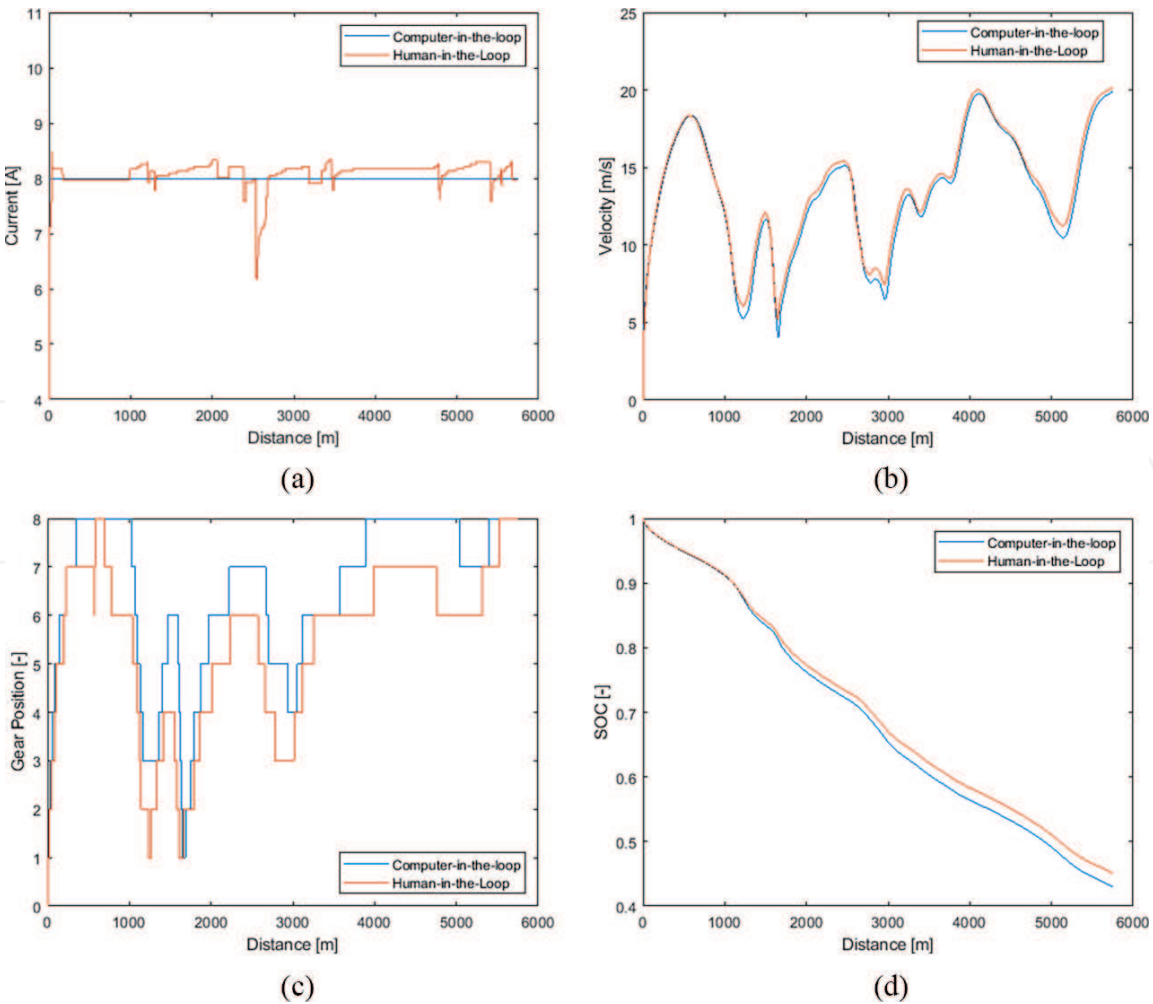 11
10
9
8
7
6
5
4
Current [A]
0
1000
2000
3000
4000
5000
6000
Distance [m]
Computer-in-the-loop
Human-in-the-Loop
(a)
25
20
15
10
5
0
Velocity [m/s]
0
1000
2000
3000
4000
5000
6000
Distance [m]
Computer-in-the-loop
Human-in-the-Loop
(b)
8
7
6
5
4
3
2
1
0
Gear Position [-]
0
1000
2000
3000
4000
5000
6000
Distance [m]
Computer-in-the-loop
Human-in-the-Loop
(c)
1
0.9
0.8
0.7
0.6
0.5
0.4
SOC [-]
0
1000
2000
3000
4000
5000
6000
Distance [m]
Computer-in-the-loop
Human-in-the-Loop
(d)